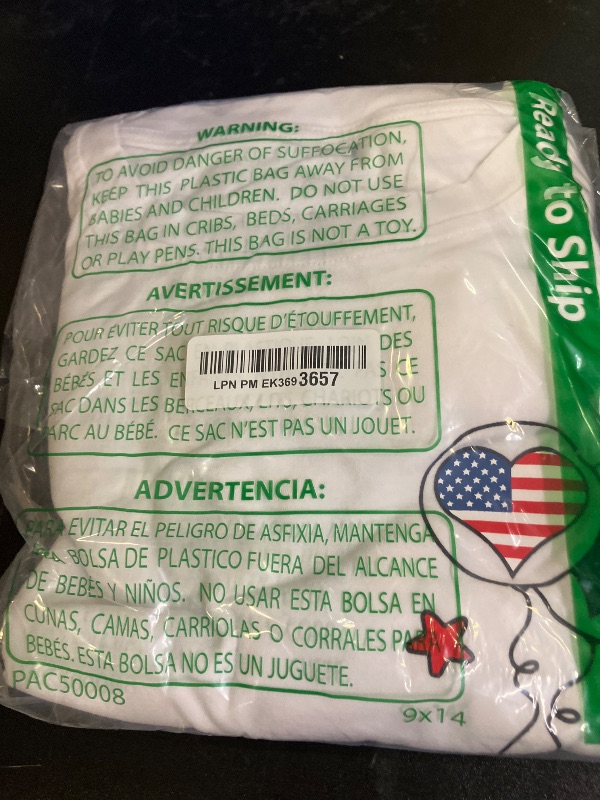 WARNING:
TO AVOID DANGER OF SUFFOCATION,
KEEP THIS PLASTIC BAG AWAY FROM
BABIES AND CHILDREN. DO NOT USE
THIS BAG IN CRIBS, BEDS, CARRIAGES
OR PLAY PENS. THIS BAG IS NOT A TOY.
AVERTISSEMENT:
POUR EVITER TOUT RISQUE D'ÉTOUFFEMENT,
GARDEZ CE SAC DES
BÉBÉS ET LES EN CE
SAC DANS LES BERCEAUX, LITS, CHARIOTS OU
PARC AU BÉBÉ. CE SAC N'EST PAS UN JOUET.
LPN PM EK369 3657
ADVERTENCIA:
PARA EVITAR EL PELIGRO DE ASFIXIA, MANTENGA
BOLSA DE PLASTICO FUERA DEL ALCANCE
DE BEBÈS Y NIÑOS. NO USAR ESTA BOLSA EN
CUNAS, CAMAS, CARRIOLAS O CORRALES PARA
BEBÉS. ESTA BOLSA NO ES UN JUGUETE.
PAC50008
9x14
Ready to Ship